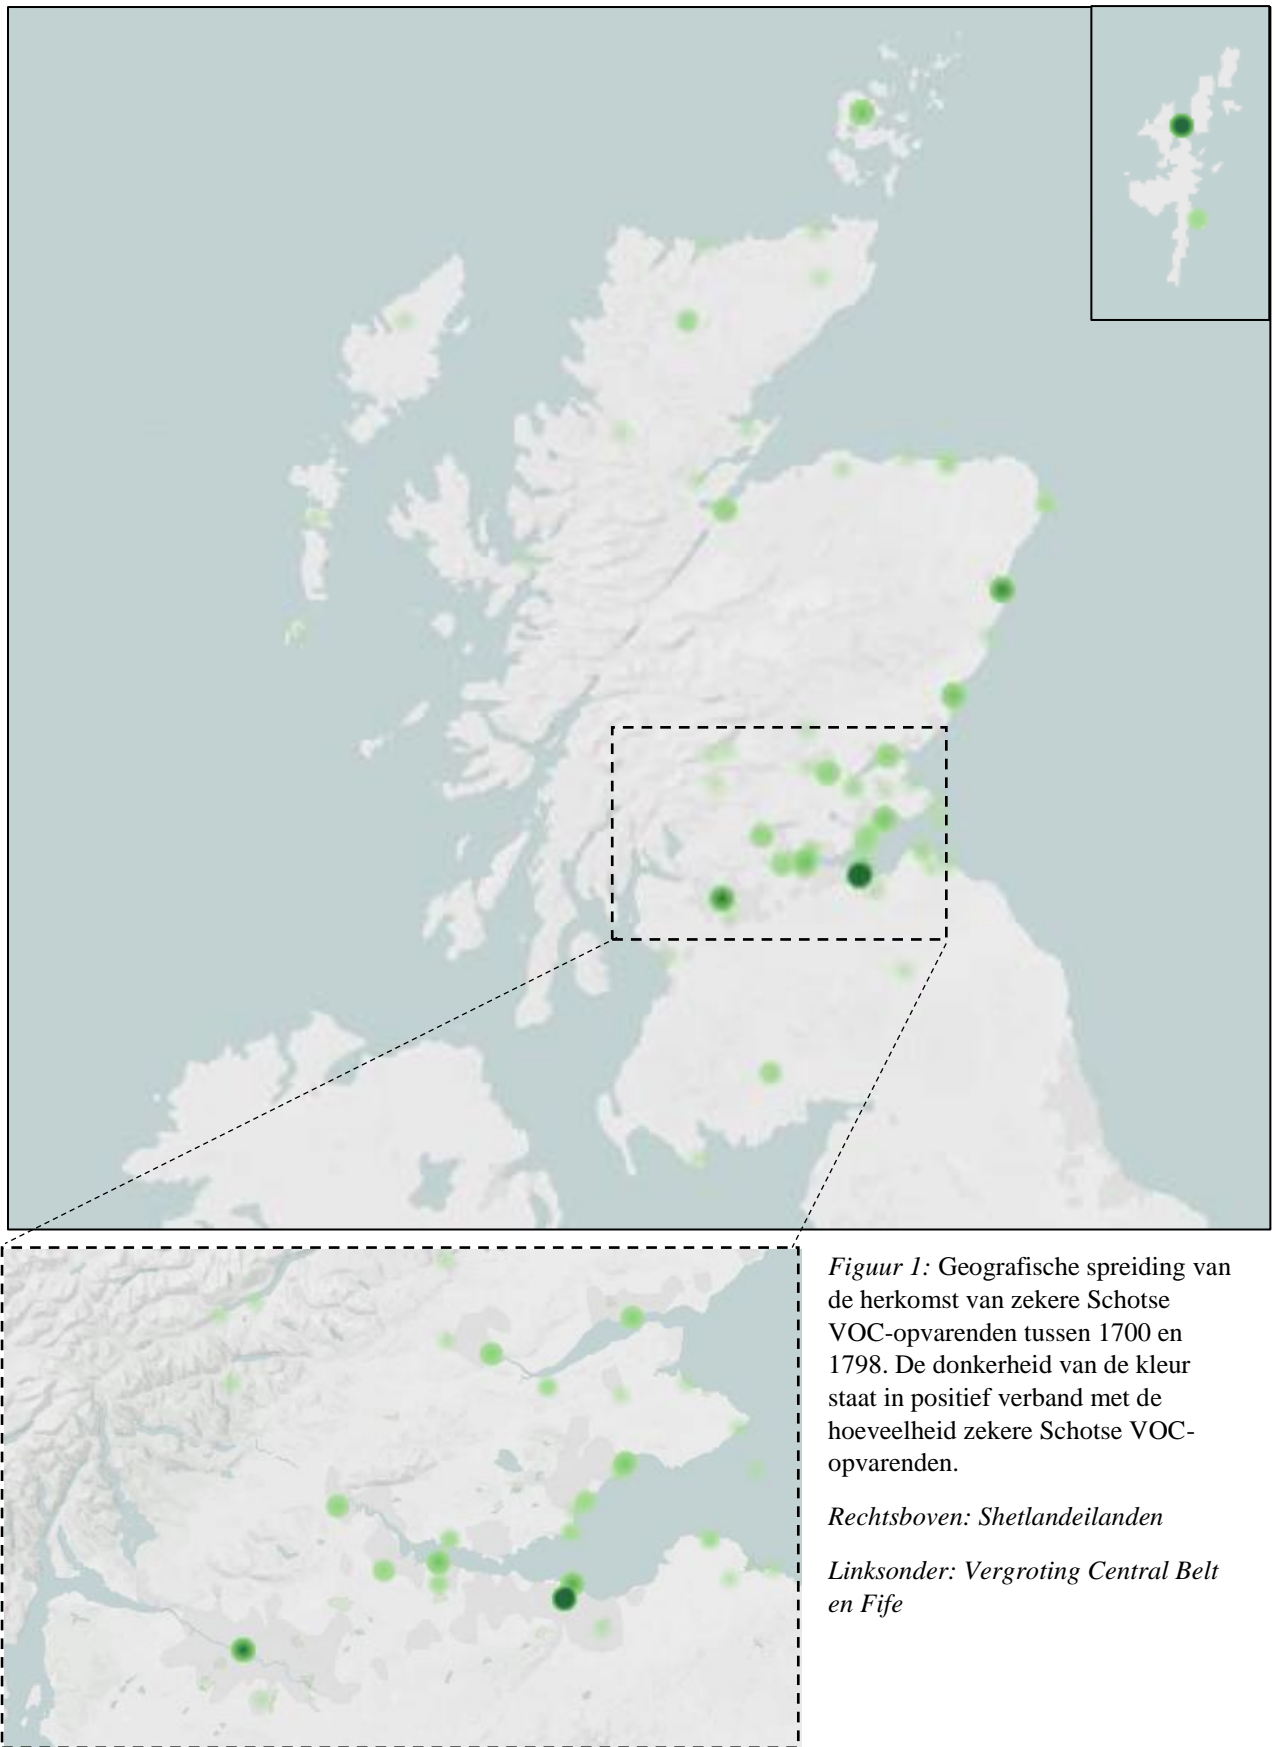 Figuur 1: Geografische spreiding van
de herkomst van zekere Schotse
VOC-opvarenden tussen 1700 en
1798. De donkerheid van de kleur
staat in positief verband met de
hoeveelheid zekere Schotse VOC-
opvarenden.
Rechtsboven: Shetlandeilanden
Linksonder: Vergroting Central Belt
en Fife